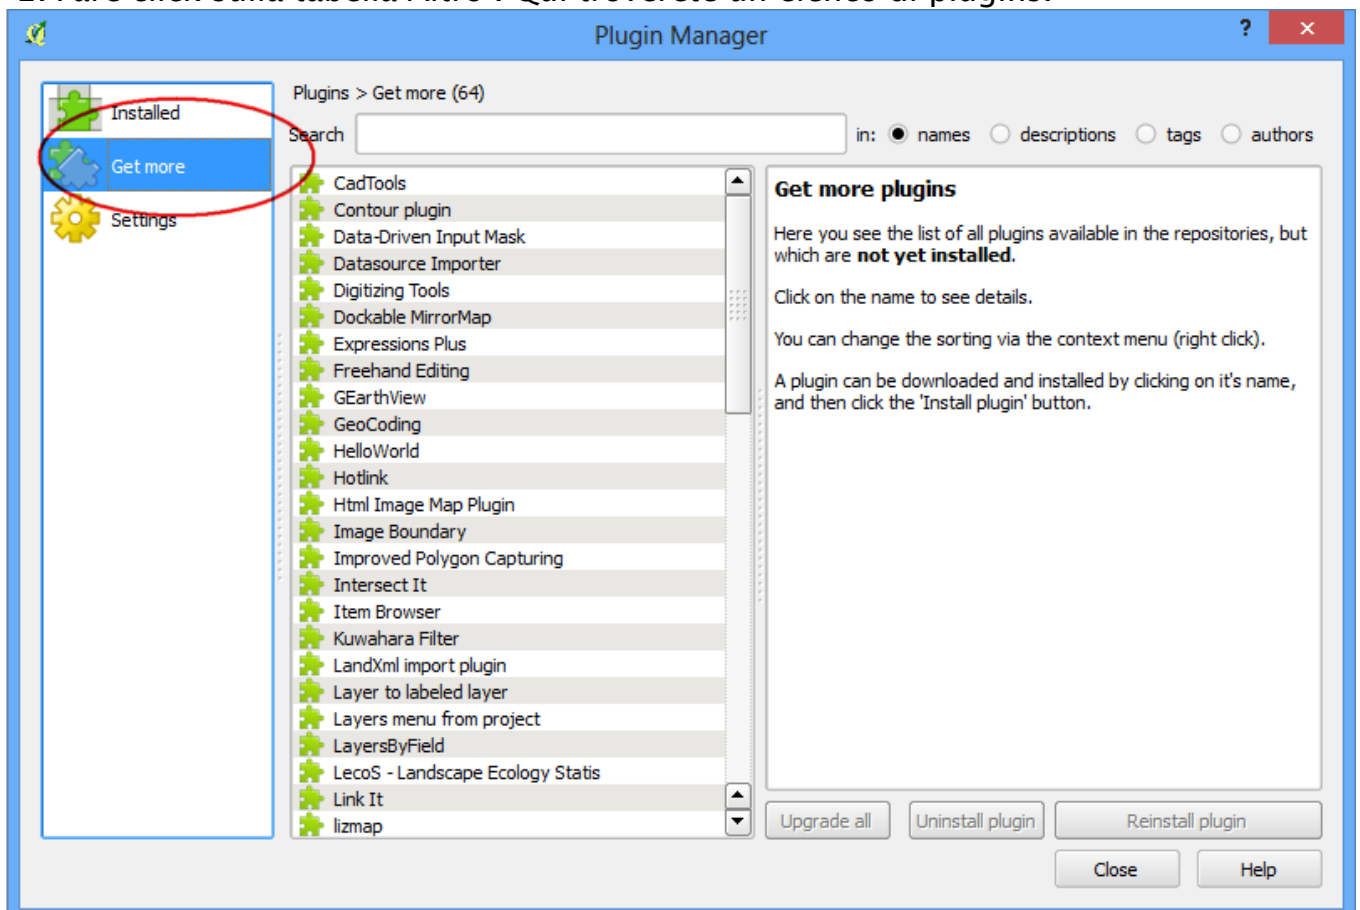 Plugin Manager
?
Installed
Get more
Settings
Plugins > Get more (64)
Search
in: names descriptions tags authors
CadTools
Contour plugin
Data-Driven Input Mask
Datasource Importer
Digitizing Tools
Dockable MirrorMap
Expressions Plus
Freehand Editing
GEarthView
GeoCoding
HelloWorld
Hotlink
Html Image Map Plugin
Image Boundary
Improved Polygon Capturing
Intersect It
Item Browser
Kuwahara Filter
LandXml import plugin
Layer to labeled layer
Layers menu from project
LayersByField
LecoS - Landscape Ecology Statis
Link It
lizmap
Get more plugins
Here you see the list of all plugins available in the repositories, but
which are not yet installed.
Click on the name to see details.
You can change the sorting via the context menu (right click).
A plugin can be downloaded and installed by clicking on it's name,
and then click the 'Install plugin' button.
Upgrade all
Uninstall plugin
Reinstall plugin
Close
Help